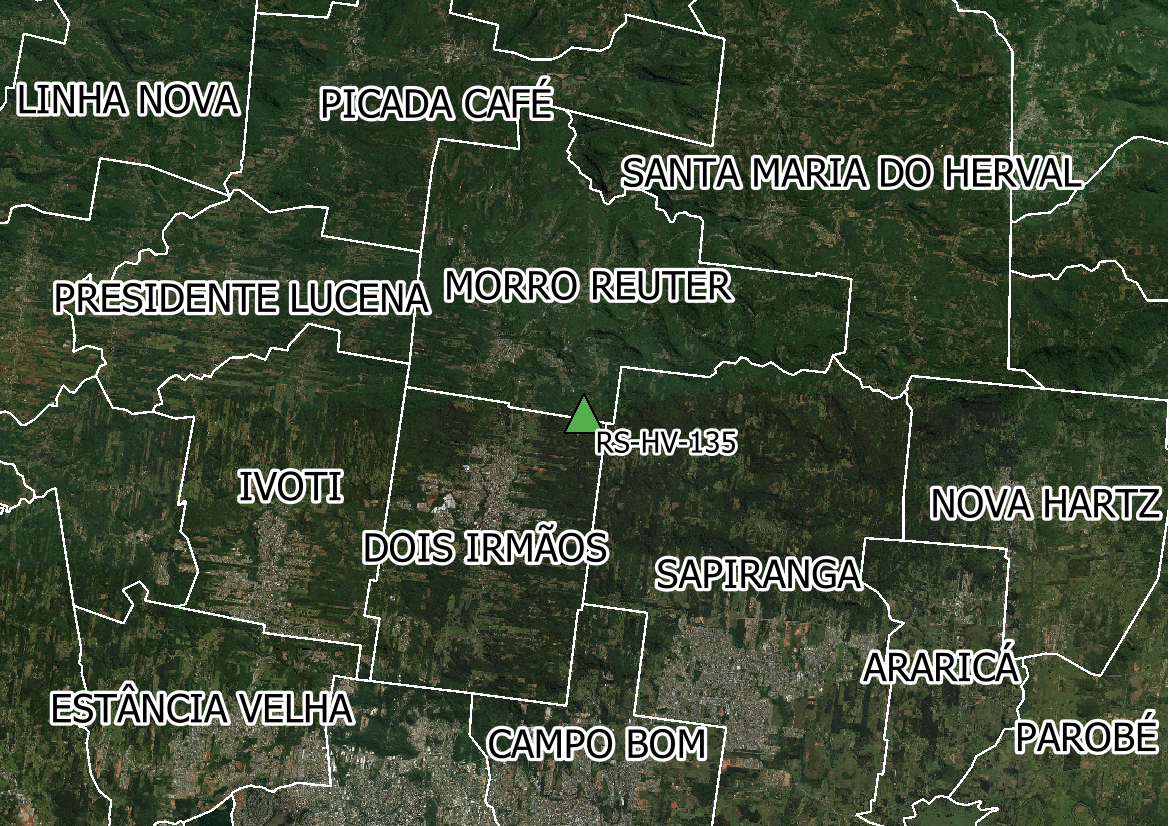 LINHA NOVA
PICADA CAFÉ
SANTA MARIA DO HERVAL
PRESIDENTE LUCENA
MORRO REUTER
RS-HV-135
IVOTI
NOVA HARTZ
DOIS IRMÃOS
SAPIRANGA
ARARICÁ
ESTÂNCIA VELHA
CAMPO BOM
PAROBÉ